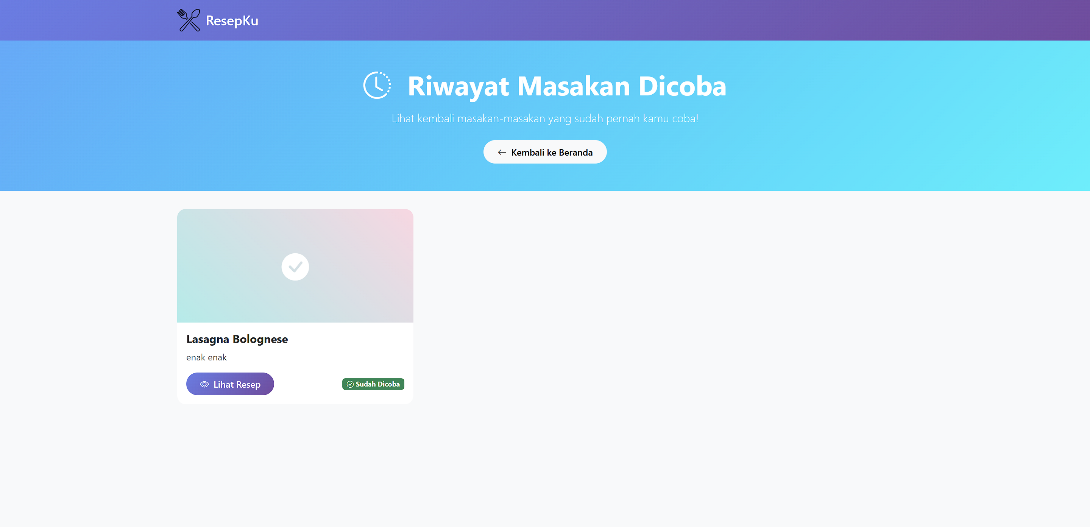 ResepKu
Riwayat Masakan Dicoba
Lihat kembali masakan-masakan yang sudah pernah kamu coba!
Kembali ke Beranda
Lasagna Bolognese
enak enak
Lihat Resep
Sudah Dicoba